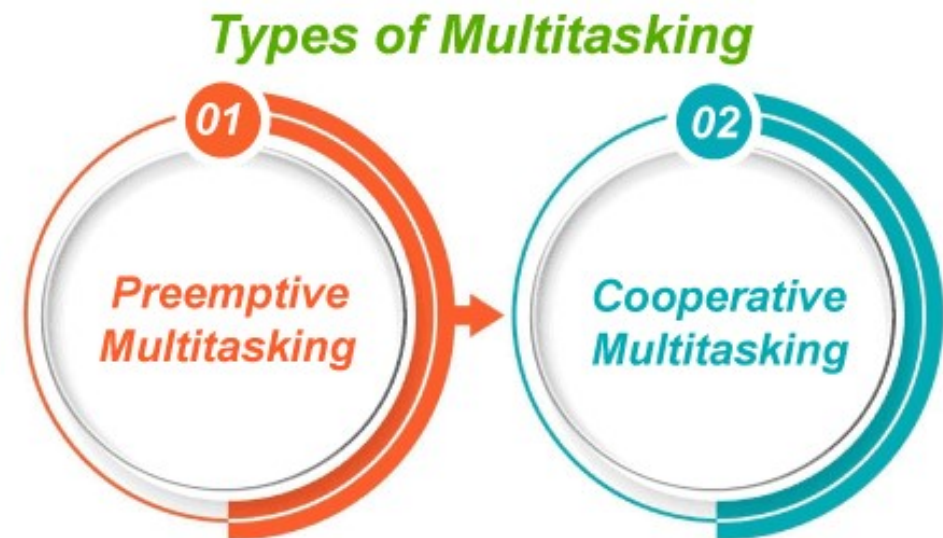 Types of Multitasking
01
Preemptive
Multitasking
02
Cooperative
Multitasking